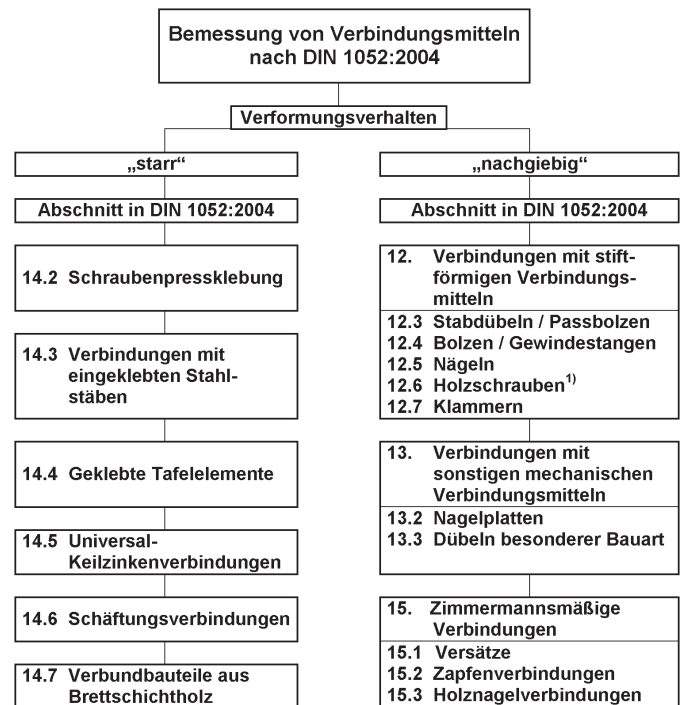 Bemessung von Verbindungsmitteln
nach DIN 1052:2004
Verformungsverhalten
„starr“
Abschnitt in DIN 1052:2004
14.2 Schraubenpressklebung
14.3 Verbindungen mit
eingeklebten Stahl-
stäben
14.4 Geklebte Tafelelemente
14.5 Universal-
Keilzinkenverbindungen
14.6 Schäftungsverbindungen
14.7 Verbundbauteile aus
Brettschichtholz
„nachgiebig“
Abschnitt in DIN 1052:2004
12. Verbindungen mit stift-
förmigen Verbindungs-
mitteln
12.3 Stabdübeln / Passbolzen
12.4 Bolzen / Gewindestangen
12.5 Nägeln
12.6 Holzschrauben1)
12.7 Klammern
13. Verbindungen mit
sonstigen mechanischen
Verbindungsmitteln
13.2 Nagelplatten
13.3 Dübeln besonderer Bauart
15. Zimmermannsmäßige
Verbindungen
15.1 Versätze
15.2 Zapfenverbindungen
15.3 Holznagelverbindungen